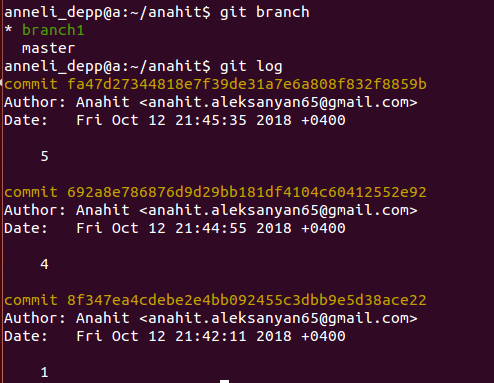 anneli_depp@a:~/anahit$ git branch
* branch1
  master
anneli_depp@a:~/anahit$ git log
commit fa47d27344818e7f39de31a7e6a808f832f8859b
Author: Anahit <anahit.aleksanyan65@gmail.com>
Date:   Fri Oct 12 21:45:35 2018 +0400
    5
commit 692a8e786876d9d29bb181df4104c60412552e92
Author: Anahit <anahit.aleksanyan65@gmail.com>
Date:   Fri Oct 12 21:44:55 2018 +0400
    4
commit 8f347ea4cdebe2e4bb092455c3dbb9e5d38ace22
Author: Anahit <anahit.aleksanyan65@gmail.com>
Date:   Fri Oct 12 21:42:11 2018 +0400
    1